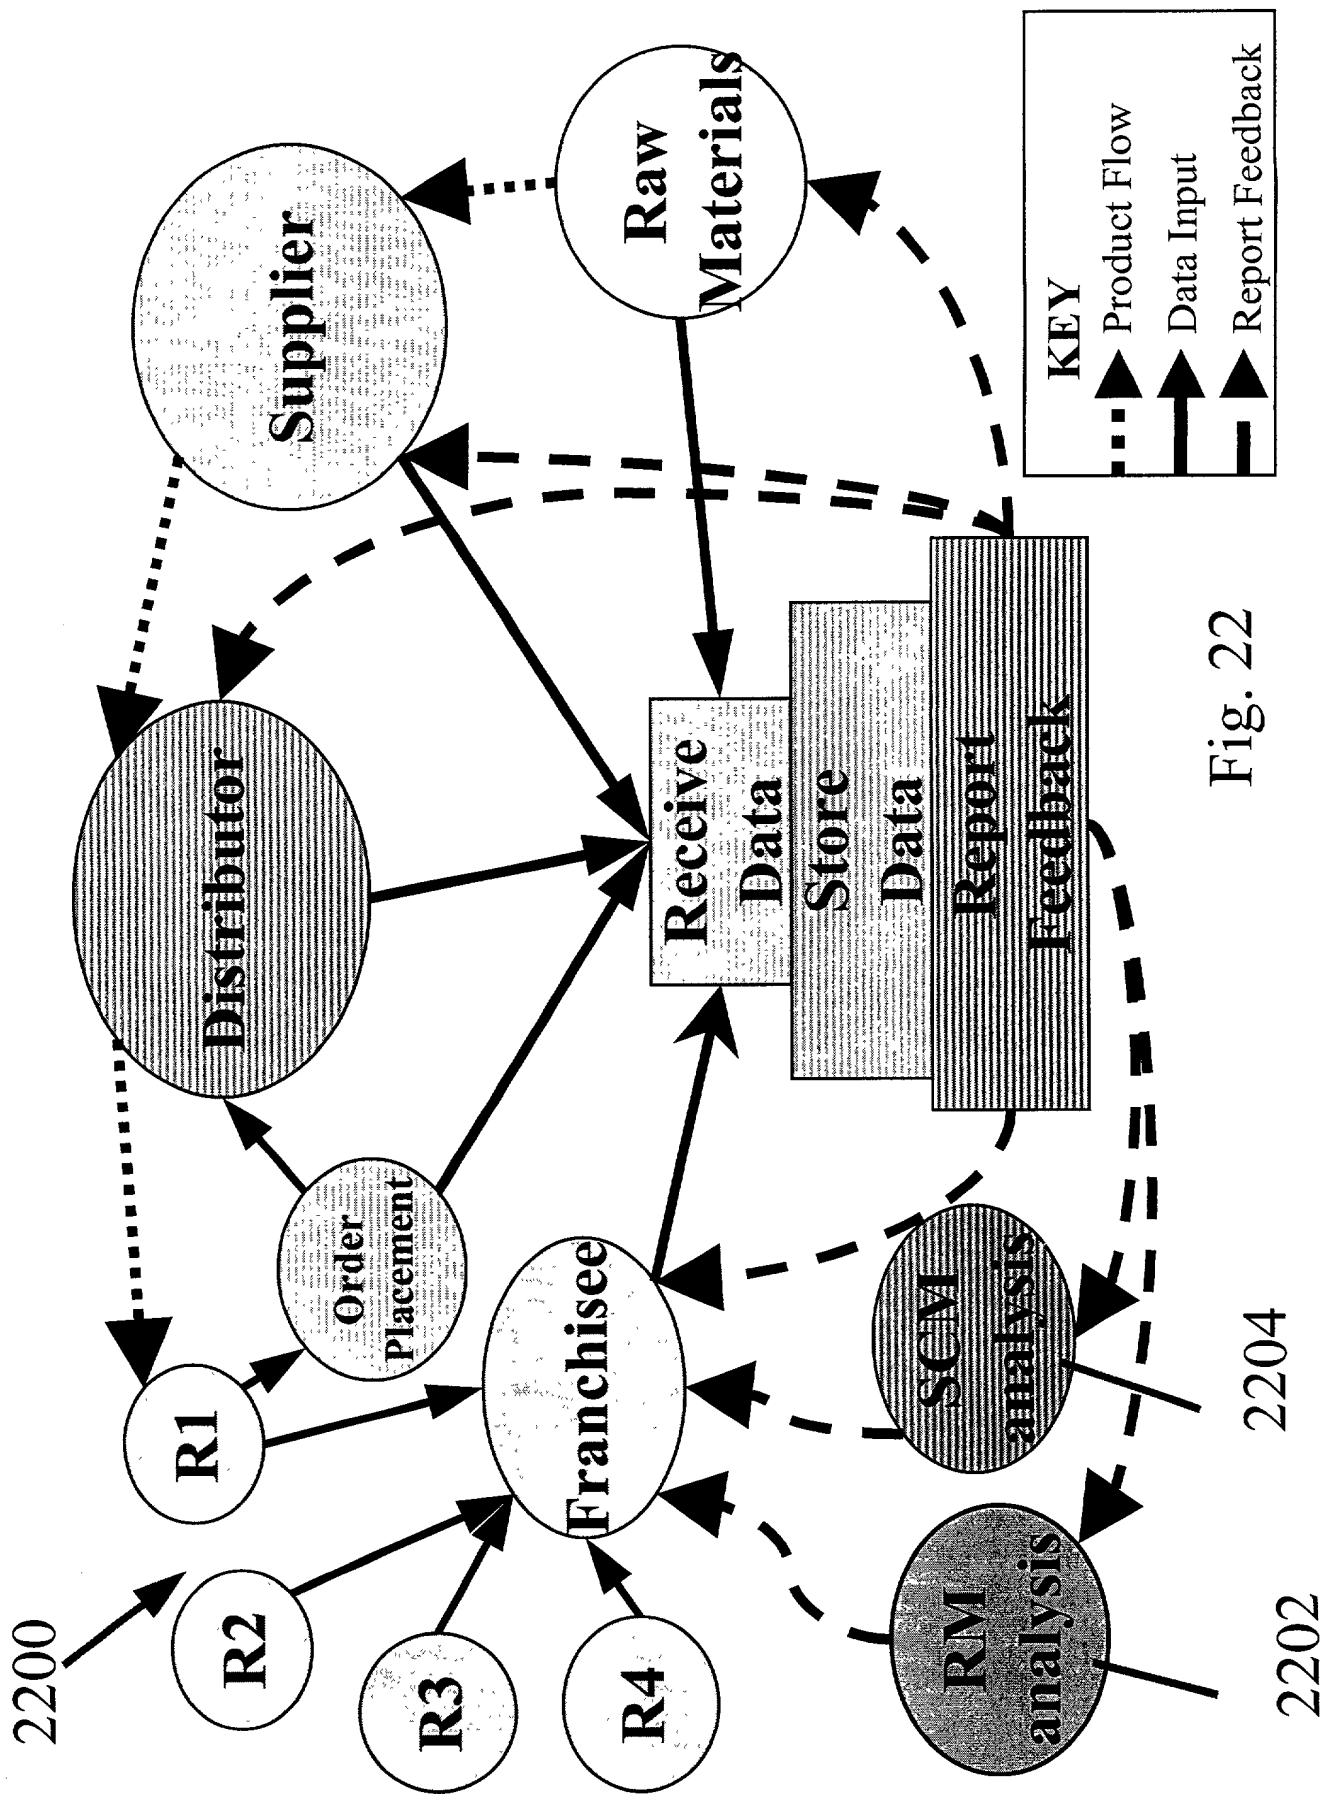 2200
R1
R2
R3
R4
Order
Placement
Distributor
Supplier
Raw
Materials
Franchisee
Receive
Data
Store
Data
Report
Feedback
RM
analysis
SCM
analysis
2202
2204
KEY
Product Flow
Data Input
Report Feedback
Fig. 22